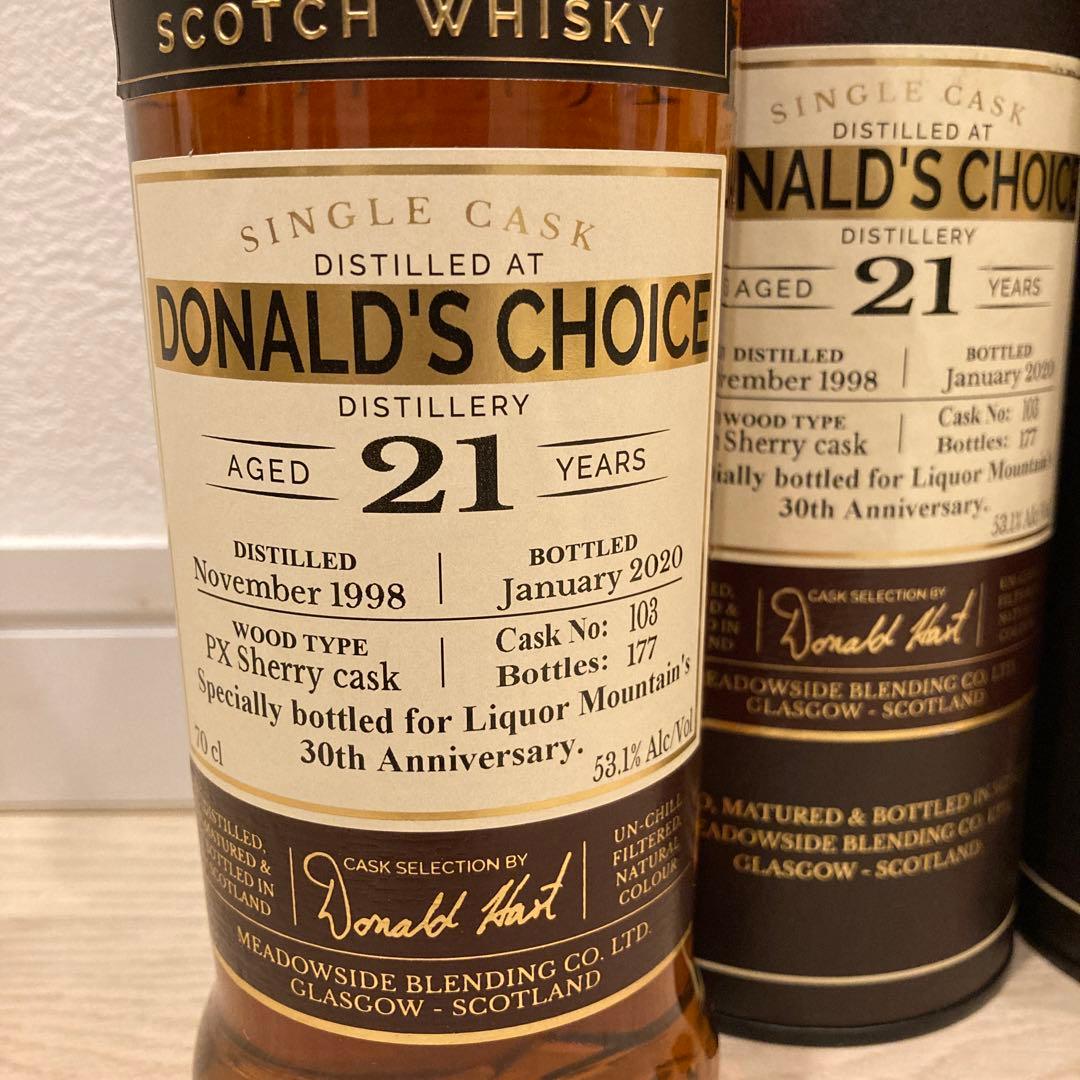 SCOTCH WHISKY
SINGLE CASK
DISTILLED AT
DONALD'S CHOICE
DISTILLERY
AGED 21 YEARS
DISTILLED
November 1998
BOTTLED
January 2020
WOOD TYPE
PX Sherry cask
Cask No: 103
Bottles: 177
Specially bottled for Liquor Mountain's
30th Anniversary.
70 cl
53.1% Alc/Vol
DISTILLED,
MATURED &
BOTTLED IN
SCOTLAND
CASK SELECTION BY
Donald Hart
UN-CHILL
FILTERED,
NATURAL
COLOUR
MEADOWSIDE BLENDING CO. LTD.
GLASGOW - SCOTLAND
SINGLE CASK
DISTILLED AT
NALD'S CHOICE
DISTILLERY
AGED 21 YEARS
DISTILLED
vember 1998
BOTTLED
January 2020
WOOD TYPE
Sherry cask
Cask No: 103
Bottles: 177
ially bottled for Liquor Mountain's
30th Anniversary.
53.1%
CASK SELECTION BY
Donald Hart
EADOWSIDE BLENDING CO. LTD.
GLASGOW - SCOTLAND
D, MATURED & BOTTLED IN
EADOWSIDE BLENDING CO.
GLASGOW - SCOTLAND